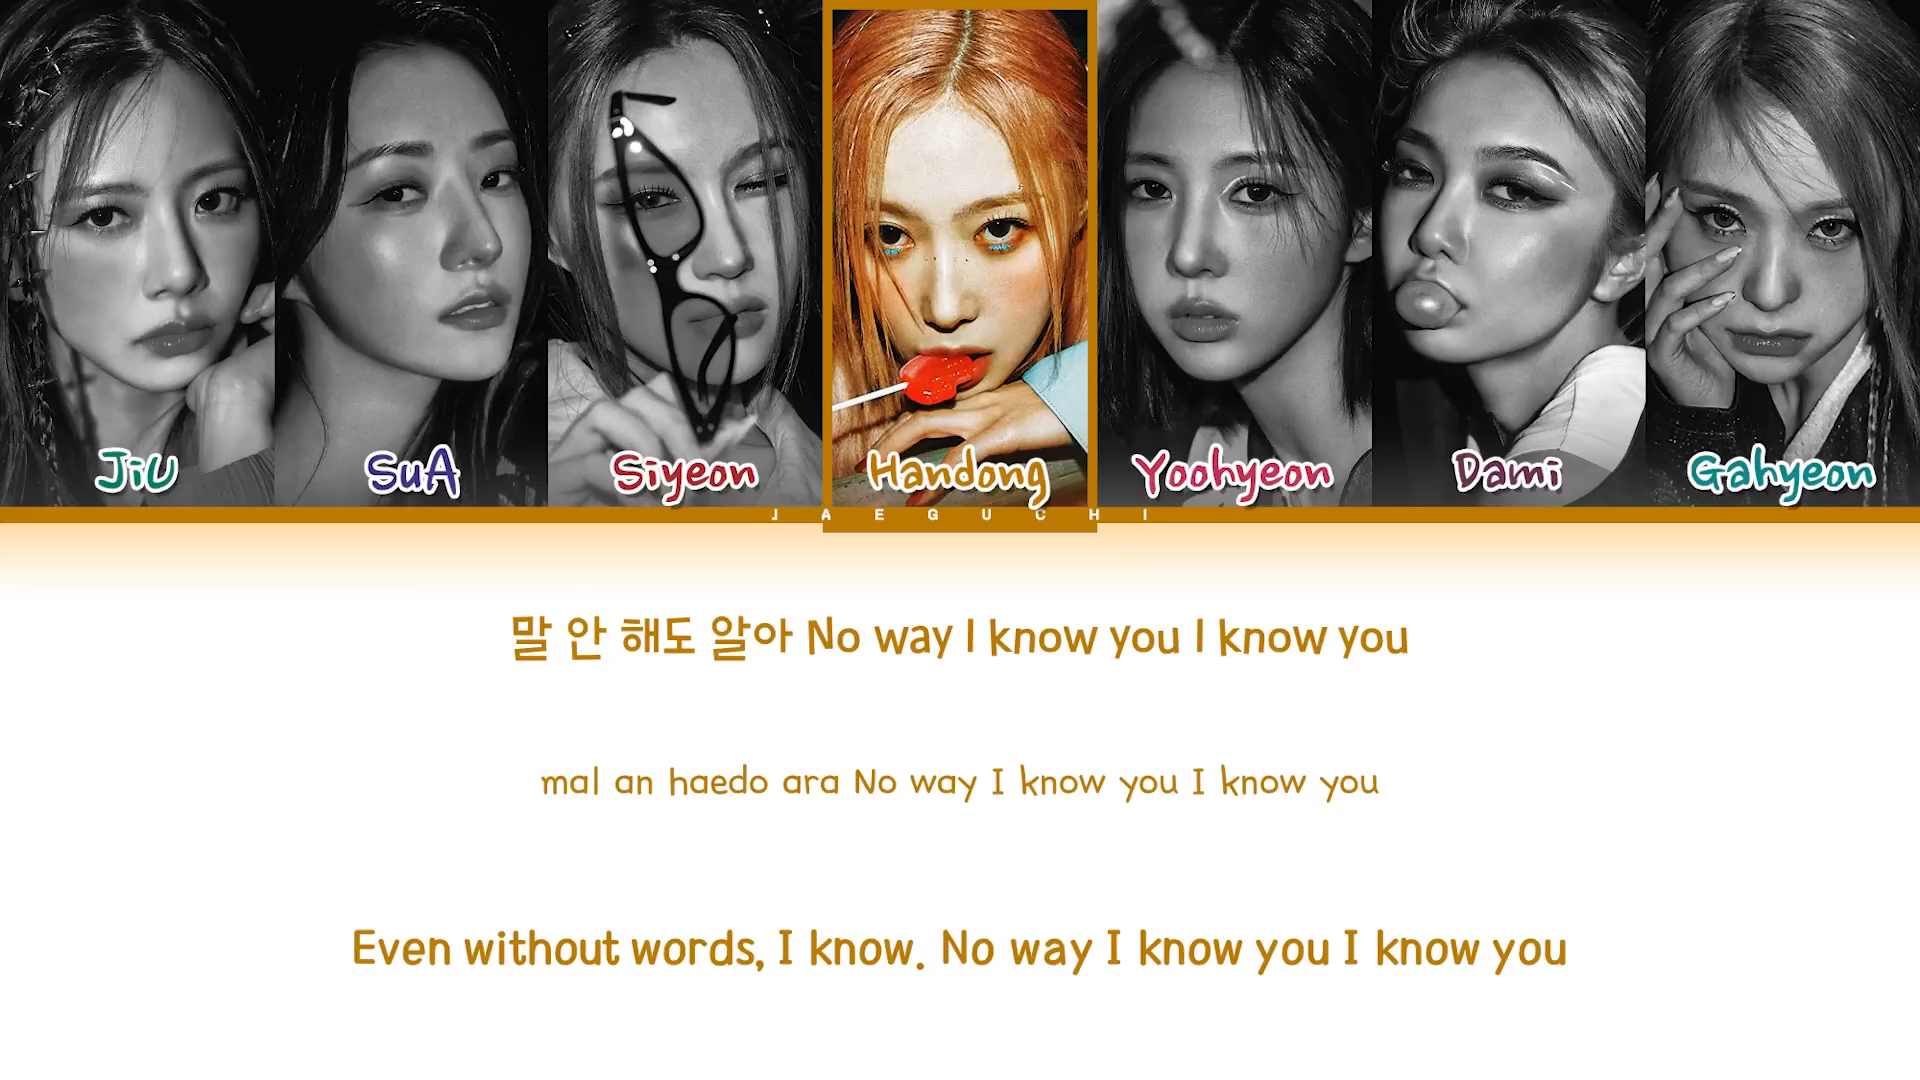 JiU
SuA
Siyeon
Handong
Yoohyeon
Dami
Gahyeon
JAEGUCHI
말 안 해도 알아 No way I know you I know you
mal an haedo ara No way I know you I know you
Even without words, I know. No way I know you I know you